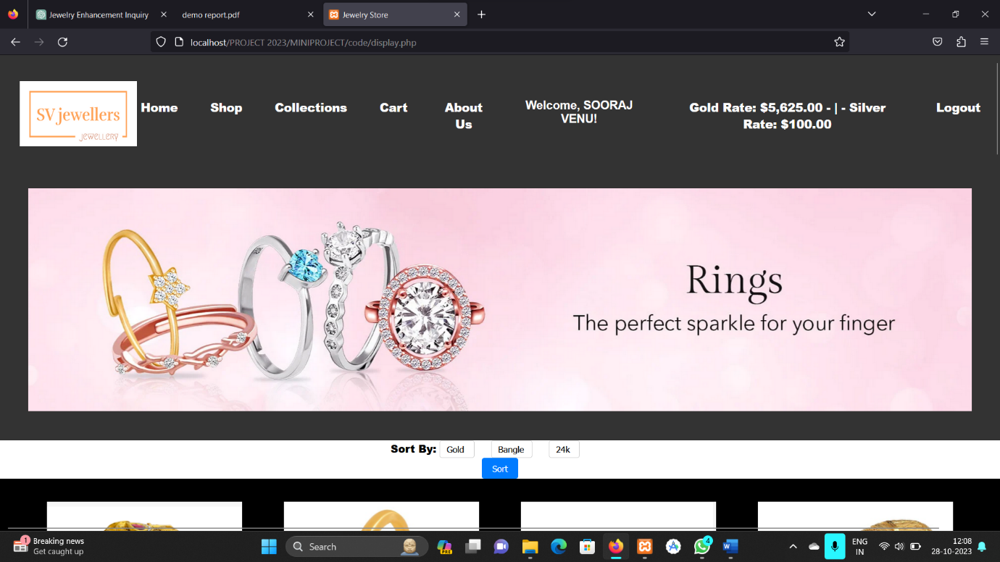 Jewelry Enhancement Inquiry
demo report.pdf
Jewelry Store
localhost/PROJECT 2023/MINIPROJECT/code/display.php
SV jewellers
jewellery
Home
Shop
Collections
Cart
About
Us
Welcome, SOORAJ
VENU!
Gold Rate: $5,625.00 - | - Silver
Rate: $100.00
Logout
Rings
The perfect sparkle for your finger
Sort By: Gold Bangle 24k
Sort
1
Breaking news
Get caught up
Search
PRE
4
ENG
IN
12:08
28-10-2023